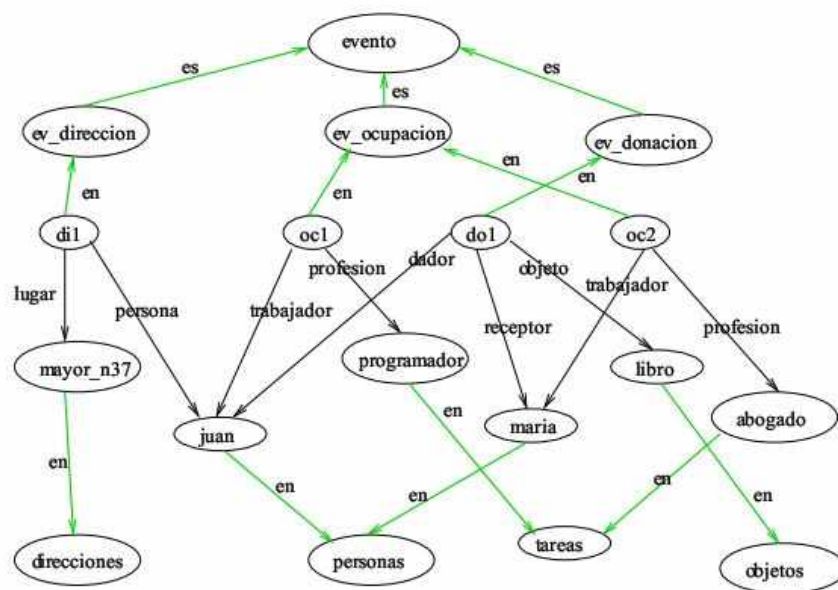 evento
es
es
es
ev_direccion
ev_ocupacion
ev_donacion
en
en
en
en
di1
oc1
do1
oc2
lugar
persona
trabajador
profesion
dador
receptor
objeto
trabajador
profesion
mayor_n37
programador
libro
abogado
juan
maria
en
en
en
en
en
en
direcciones
personas
tareas
objetos